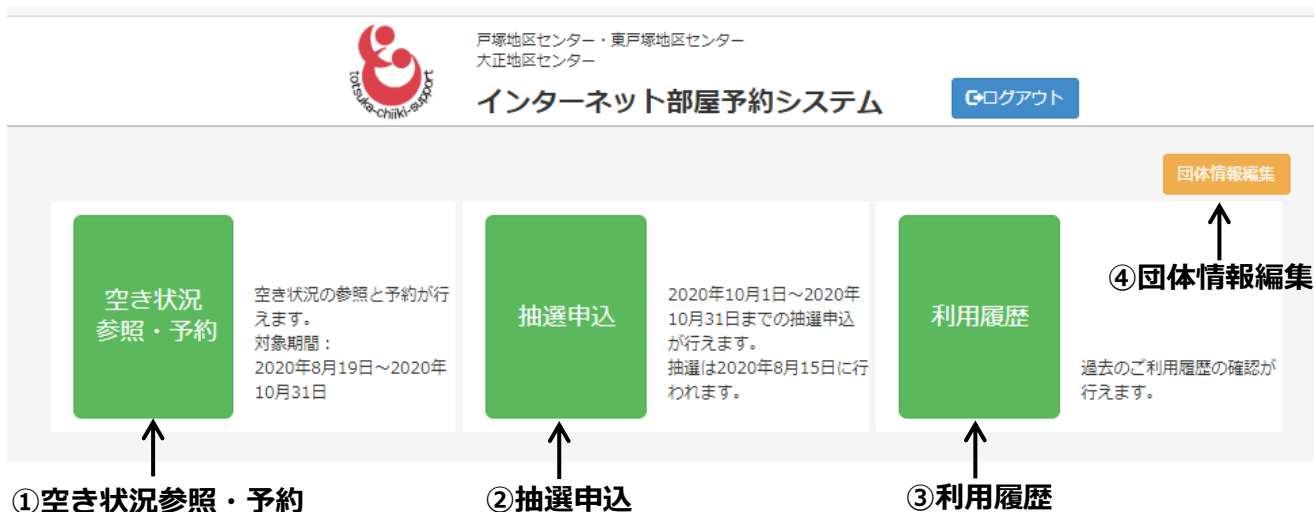 戸塚地区センター・東戸塚地区センター
大正地区センター
totsuka-chiiki-support
インターネット部屋予約システム
ログアウト
団体情報編集
④団体情報編集
空き状況
参照・予約
空き状況の参照と予約が行
えます。
対象期間：
2020年8月19日～2020年
10月31日
抽選申込
2020年10月1日～2020年
10月31日までの抽選申込
が行えます。
抽選は2020年8月15日に行
われます。
利用履歴
過去のご利用履歴の確認が
行えます。
①空き状況参照・予約
②抽選申込
③利用履歴